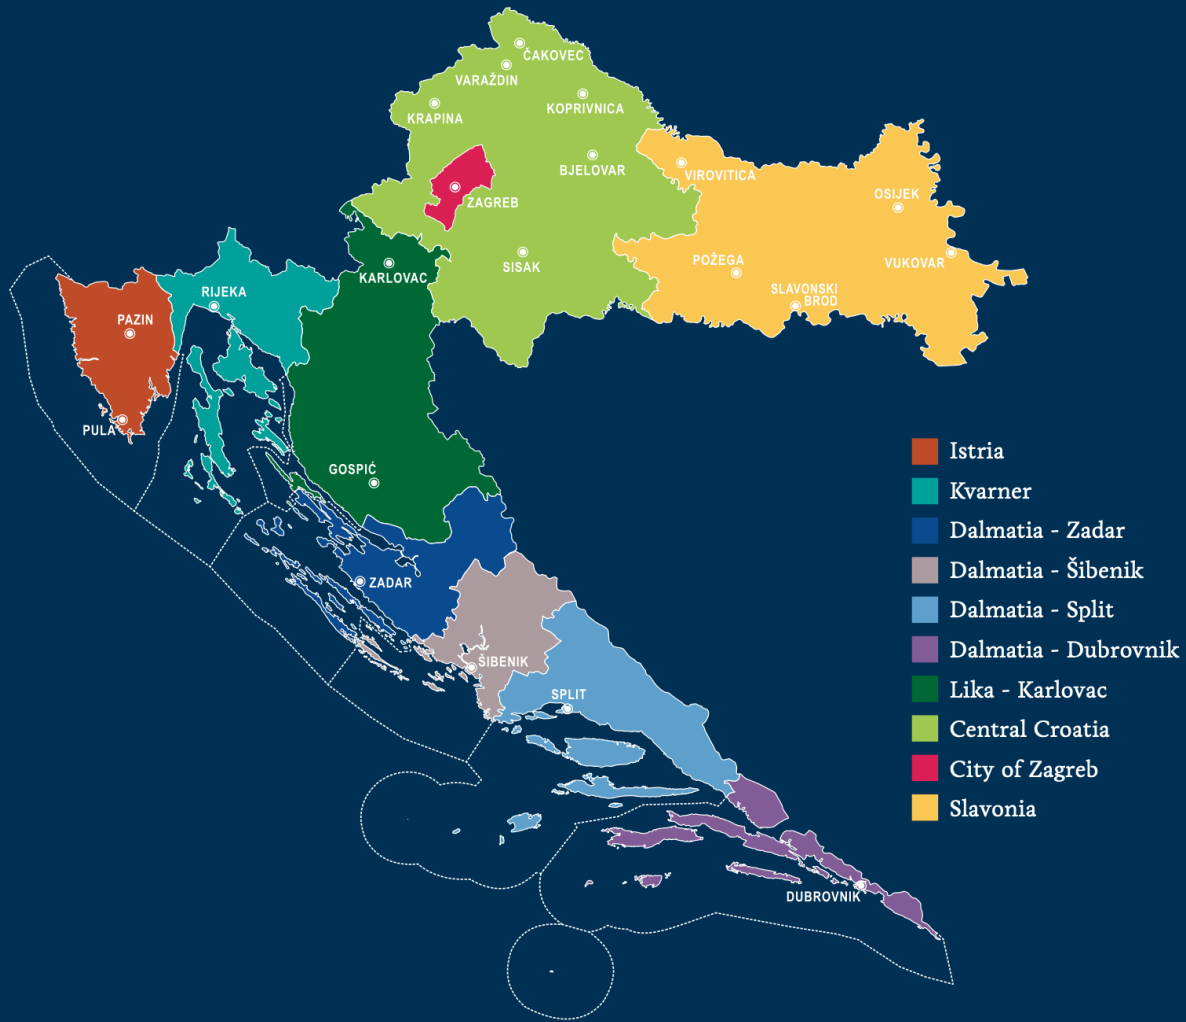 ČAKOVEC
VARAŽDIN
KOPRIVNICA
KRAPINA
BJELOVAR
VIROVITICA
ZAGREB
OSIJEK
SISAK
POŽEGA
VUKOVAR
KARLOVAC
SLAVONSKI
BROD
RIJEKA
PAZIN
PULA
GOSPIĆ
ZADAR
ŠIBENIK
SPLIT
DUBROVNIK
Istria
Kvarner
Dalmatia - Zadar
Dalmatia - Šibenik
Dalmatia - Split
Dalmatia - Dubrovnik
Lika - Karlovac
Central Croatia
City of Zagreb
Slavonia